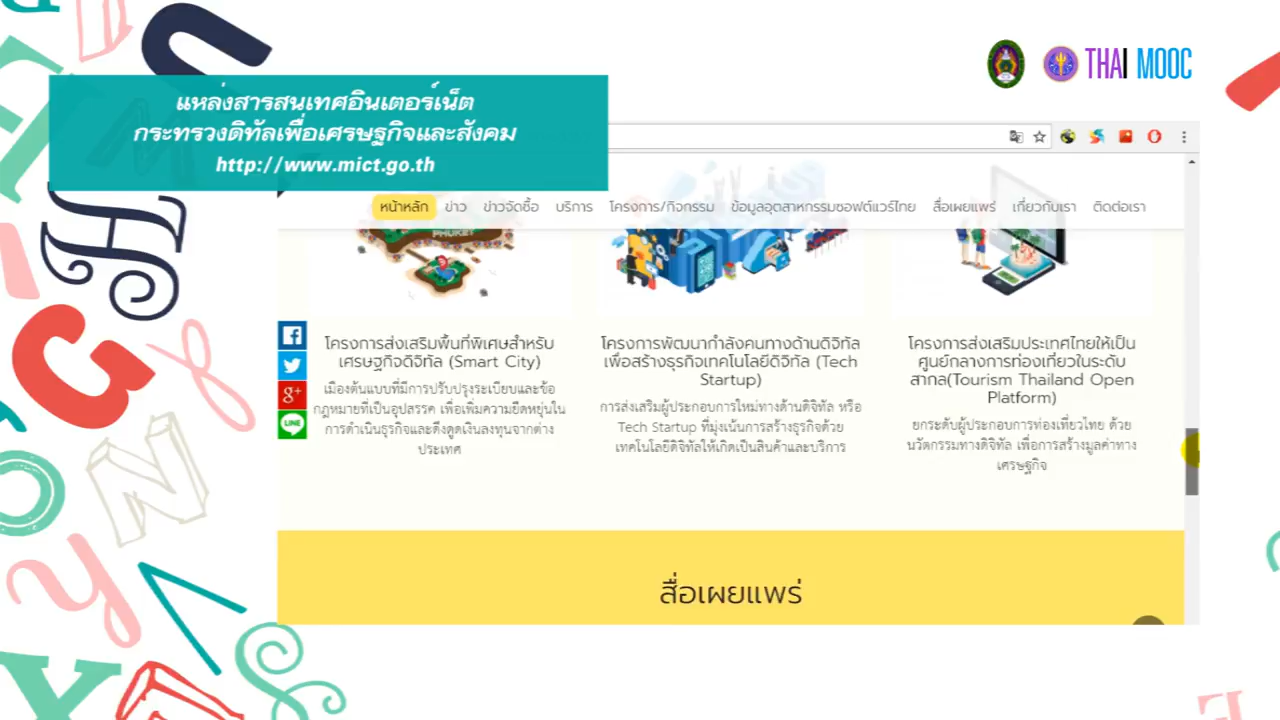 THAI MOOC
แหล่งสารสนเทศอินเตอร์เน็ต
กระทรวงดิทัลเพื่อเศรษฐกิจและสังคม
http://www.mict.go.th
หน้าหลัก ข่าว ข่าวจัดซื้อ บริการ โครงการ/กิจกรรม ข้อมูลอุตสาหกรรมซอฟต์แวร์ไทย สื่อเผยแพร่ เกี่ยวกับเรา ติดต่อเรา
PHUKET
โครงการส่งเสริมพื้นที่พิเศษสำหรับ
เศรษฐกิจดิจิทัล (Smart City)
เมืองต้นแบบที่มีการปรับปรุงระเบียบและข้อ
กฎหมายที่เป็นอุปสรรค เพื่อเพิ่มความยืดหยุ่นใน
การดำเนินธุรกิจและดึงดูดเงินลงทุนจากต่าง
ประเทศ
โครงการพัฒนากำลังคนทางด้านดิจิทัล
เพื่อสร้างธุรกิจเทคโนโลยีดิจิทัล (Tech
Startup)
การส่งเสริมผู้ประกอบการใหม่ทางด้านดิจิทัล หรือ
Tech Startup ที่มุ่งเน้นการสร้างธุรกิจด้วย
เทคโนโลยีดิจิทัลให้เกิดเป็นสินค้าและบริการ
โครงการส่งเสริมประเทศไทยให้เป็น
ศูนย์กลางการท่องเที่ยวในระดับ
สากล(Tourism Thailand Open
Platform)
ยกระดับผู้ประกอบการท่องเที่ยวไทย ด้วย
นวัตกรรมทางดิจิทัล เพื่อการสร้างมูลค่าทาง
เศรษฐกิจ
LINE
สื่อเผยแพร่